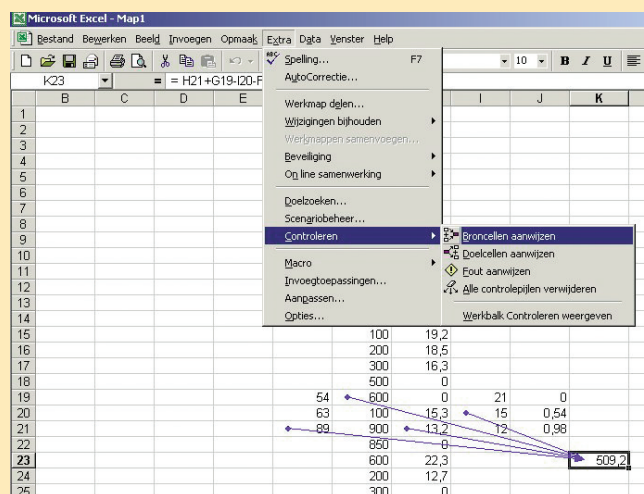 Microsoft Excel - Map1
Bestand Bewerken Beeld Invoegen Opmaak Extra Data Venster Help
10 B I U
K23 = = H21+G19-I20-F
B C D E I J K
Spelling... F7
AutoCorrectie...
Werkmap delen...
Wijzigingen bijhouden
Werkmappen samenvoegen...
Beveiliging
On line samenwerking
Doelzoeken...
Scenariobeheer...
Controleren
Macro
Invoegtoepassingen...
Aanpassen...
Opties...
Broncellen aanwijzen
Doelcellen aanwijzen
Fout aanwijzen
Alle controlepijlen verwijderen
Werkbalk Controleren weergeven
1
2
3
4
5
6
7
8
9
10
11
12
13
14
15 100 19,2
16 200 18,5
17 300 16,3
18 500 0
19 54 600 0 21 0
20 63 100 15,3 15 0,54
21 89 900 13,2 12 0,98
22 850 0
23 600 22,3 509,2
24 200 12,7
25 300 0